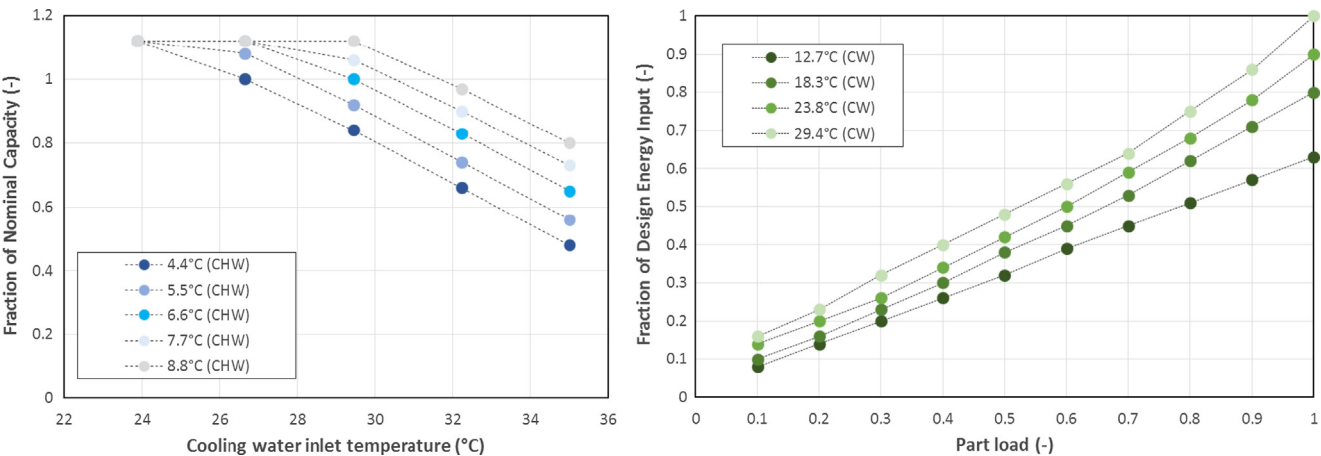 Fraction of Nominal Capacity (-)
1.2
1
0.8
0.6
0.4
0.2
0
4.4°C (CHW)
5.5°C (CHW)
6.6°C (CHW)
7.7°C (CHW)
8.8°C (CHW)
22 24 26 28 30 32 34 36
Cooling water inlet temperature (°C)
Fraction of Design Energy Input (-)
1
0.9
0.8
0.7
0.6
0.5
0.4
0.3
0.2
0.1
0
12.7°C (CW)
18.3°C (CW)
23.8°C (CW)
29.4°C (CW)
0 0.1 0.2 0.3 0.4 0.5 0.6 0.7 0.8 0.9 1
Part load (-)